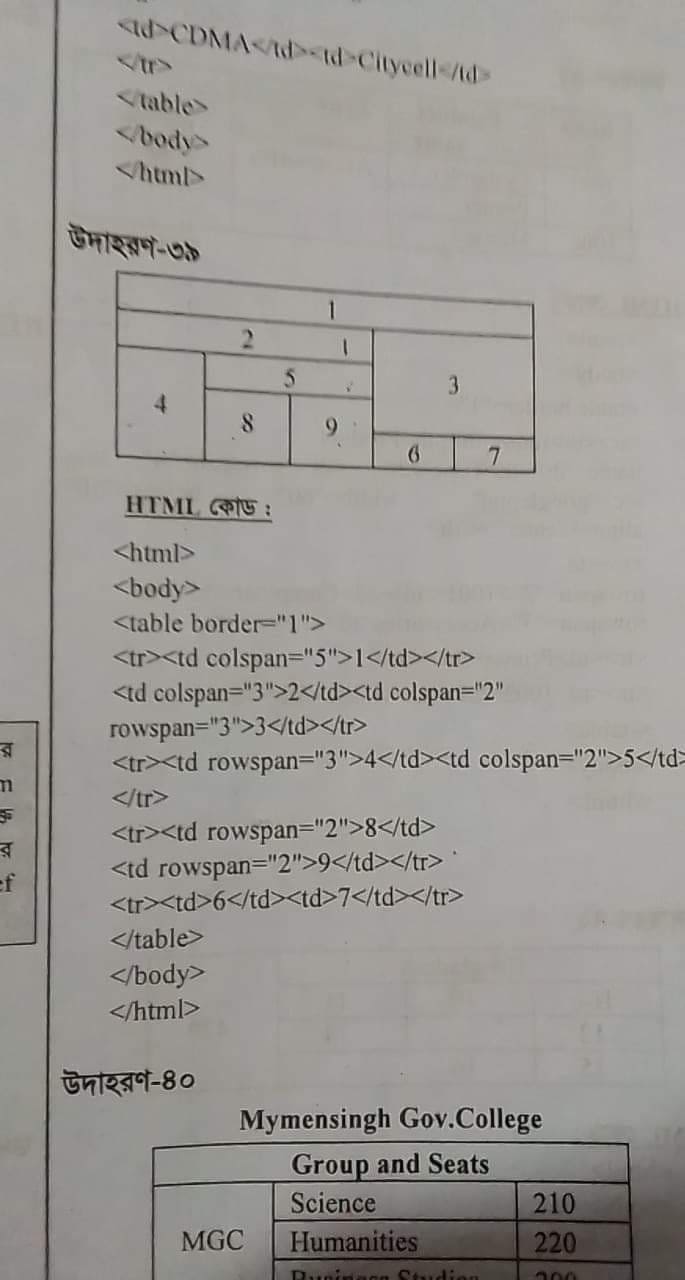 <td>CDMA</td><td>Citycell</td>
</tr>
</table>
</body>
</html>
উদাহরণ-৩৯
1
2
3
4
5
8
9
6
7
HTML কোড :
<html>
<body>
<table border="1">
<tr><td colspan="5">1</td></tr>
<td colspan="3">2</td><td colspan="2"
rowspan="3">3</td></tr>
<tr><td rowspan="3">4</td><td colspan="2">5</td>
</tr>
<tr><td rowspan="2">8</td>
<td rowspan="2">9</td></tr>
<tr><td>6</td><td>7</td></tr>
</table>
</body>
</html>
উদাহরণ-৪০
Mymensingh Gov.College
Group and Seats
Science 210
MGC Humanities 220